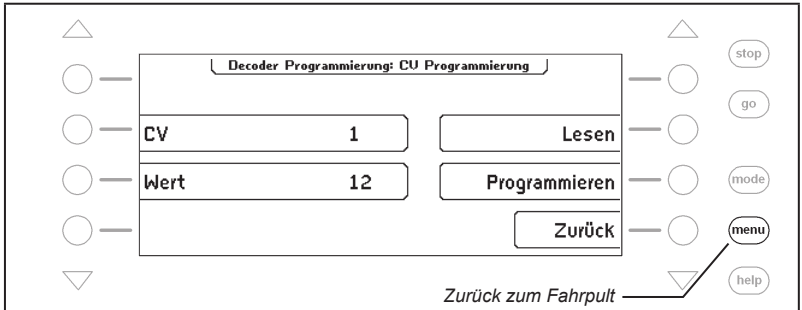 stop
Decoder Programmierung: CV Programmierung
go
CV 1 Lesen
Wert 12 Programmieren
mode
Zurück
menu
help
Zurück zum Fahrpult